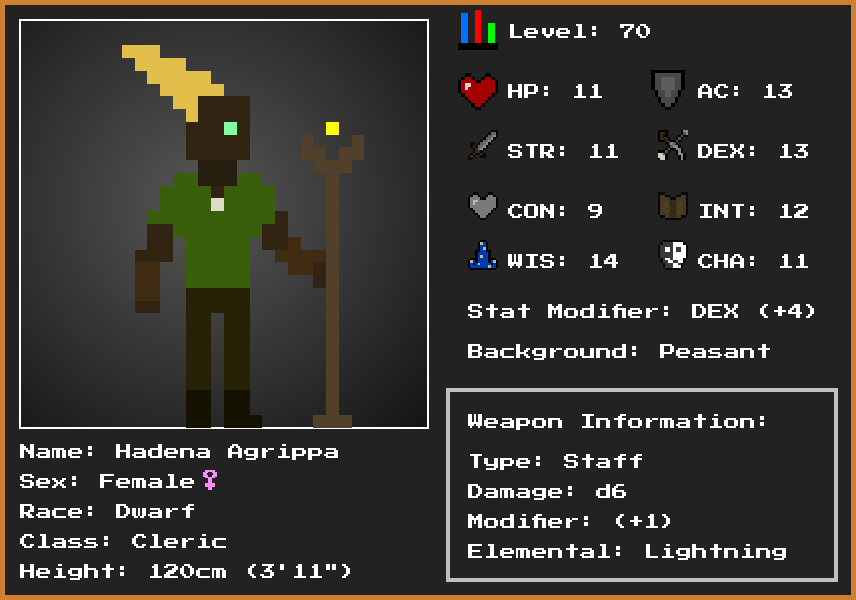 Level: 70
HP: 11 AC: 13
STR: 11 DEX: 13
CON: 9 INT: 12
WIS: 14 CHA: 11
Stat Modifier: DEX (+4)
Background: Peasant
Weapon Information:
Type: Staff
Damage: d6
Modifier: (+1)
Elemental: Lightning
Name: Hadena Agrippa
Sex: Female♀
Race: Dwarf
Class: Cleric
Height: 120cm (3'11")